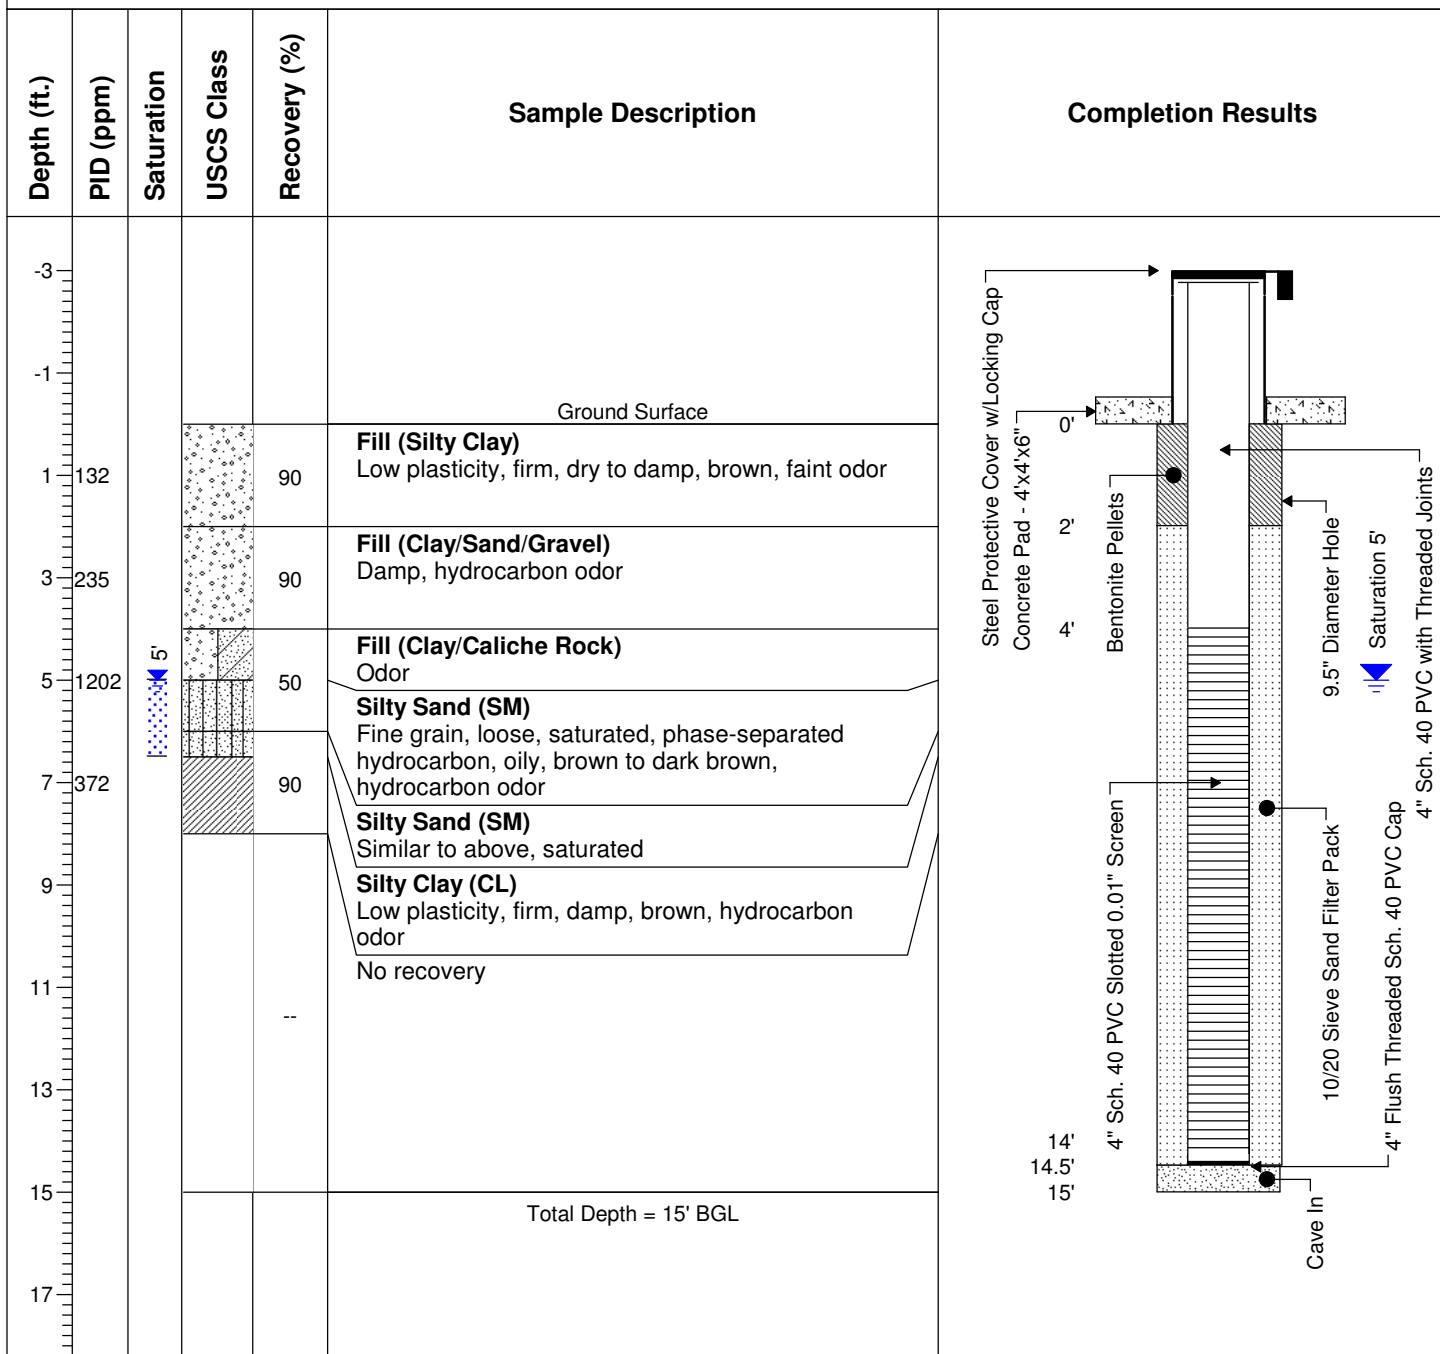 Depth (ft.)
PID (ppm)
Saturation
USCS Class
Recovery (%)
Sample Description
Completion Results
-3
-1
1
3
5
7
9
11
13
15
17
132
235
1202
372
5'
90
90
50
90
--
Ground Surface
Fill (Silty Clay)
Low plasticity, firm, dry to damp, brown, faint odor
Fill (Clay/Sand/Gravel)
Damp, hydrocarbon odor
Fill (Clay/Caliche Rock)
Odor
Silty Sand (SM)
Fine grain, loose, saturated, phase-separated
hydrocarbon, oily, brown to dark brown,
hydrocarbon odor
Silty Sand (SM)
Similar to above, saturated
Silty Clay (CL)
Low plasticity, firm, damp, brown, hydrocarbon
odor
No recovery
Total Depth = 15' BGL
Steel Protective Cover w/Locking Cap
Concrete Pad - 4'x4'x6"
0'
2'
4'
14'
14.5'
15'
Bentonite Pellets
4" Sch. 40 PVC Slotted 0.01" Screen
9.5" Diameter Hole
Saturation 5'
4" Sch. 40 PVC with Threaded Joints
10/20 Sieve Sand Filter Pack
4" Flush Threaded Sch. 40 PVC Cap
Cave In